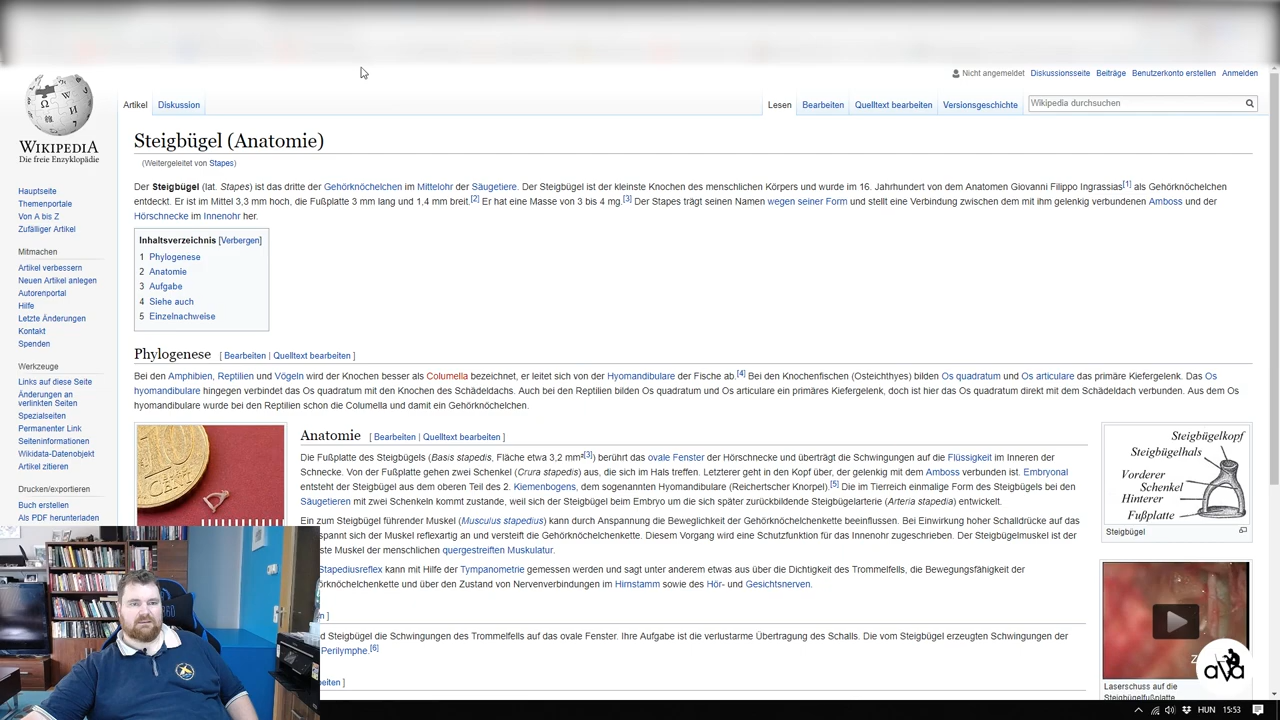 Nicht angemeldet Diskussionsseite Beiträge Benutzerkonto erstellen Anmelden
Artikel Diskussion Lesen Bearbeiten Quelltext bearbeiten Versionsgeschichte Wikipedia durchsuchen
WIKIPEDIA
Die freie Enzyklopädie
Hauptseite
Themenportale
Von A bis Z
Zufälliger Artikel
Mitmachen
Artikel verbessern
Neuen Artikel anlegen
Autorenportal
Hilfe
Letzte Änderungen
Kontakt
Spenden
Werkzeuge
Links auf diese Seite
Änderungen an
verlinkten Seiten
Spezialseiten
Permanenter Link
Seiteninformationen
Wikidata-Datenobjekt
Artikel zitieren
Drucken/exportieren
Buch erstellen
Als PDF herunterladen
Steigbügel (Anatomie)
(Weitergeleitet von Stapes)
Der Steigbügel (lat. Stapes) ist das dritte der Gehörknöchelchen im Mittelohr der Säugetiere. Der Steigbügel ist der kleinste Knochen des menschlichen Körpers und wurde im 16. Jahrhundert von dem Anatomen Giovanni Filippo Ingrassias[1] als Gehörknöchelchen
entdeckt. Er ist im Mittel 3,3 mm hoch, die Fußplatte 3 mm lang und 1,4 mm breit.[2] Er hat eine Masse von 3 bis 4 mg.[3] Der Stapes trägt seinen Namen wegen seiner Form und stellt eine Verbindung zwischen dem mit ihm gelenkig verbundenen Amboss und der
Hörschnecke im Innenohr her.
Inhaltsverzeichnis [Verbergen]
1 Phylogenese
2 Anatomie
3 Aufgabe
4 Siehe auch
5 Einzelnachweise
Phylogenese [ Bearbeiten | Quelltext bearbeiten ]
Bei den Amphibien, Reptilien und Vögeln wird der Knochen besser als Columella bezeichnet, er leitet sich von der Hyomandibulare der Fische ab.[4] Bei den Knochenfischen (Osteichthyes) bilden Os quadratum und Os articulare das primäre Kiefergelenk. Das Os
hyomandibulare hingegen verbindet das Os quadratum mit den Knochen des Schädeldachs. Auch bei den Reptilien bilden Os quadratum und Os articulare ein primäres Kiefergelenk, doch ist hier das Os quadratum direkt mit dem Schädeldach verbunden. Aus dem Os
hyomandibulare wurde bei den Reptilien schon die Columella und damit ein Gehörknöchelchen.
10
CENT
Anatomie [ Bearbeiten | Quelltext bearbeiten ]
Die Fußplatte des Steigbügels (Basis stapedis, Fläche etwa 3,2 mm²[3]) berührt das ovale Fenster der Hörschnecke und überträgt die Schwingungen auf die Flüssigkeit im Inneren der
Schnecke. Von der Fußplatte gehen zwei Schenkel (Crura stapedis) aus, die sich im Hals treffen. Letzterer geht in den Kopf über, der gelenkig mit dem Amboss verbunden ist. Embryonal
entsteht der Steigbügel aus dem oberen Teil des 2. Kiemenbogens, dem sogenannten Hyomandibulare (Reichertscher Knorpel).[5] Die im Tierreich einmalige Form des Steigbügels bei den
Säugetieren mit zwei Schenkeln kommt zustande, weil sich der Steigbügel beim Embryo um die sich später zurückbildende Steigbügelarterie (Arteria stapedia) entwickelt.
Ein zum Steigbügel führender Muskel (Musculus stapedius) kann durch Anspannung die Beweglichkeit der Gehörknöchelchenkette beeinflussen. Bei Einwirkung hoher Schalldrücke auf das
spannt sich der Muskel reflexartig an und versteift die Gehörknöchelchenkette. Diesem Vorgang wird eine Schutzfunktion für das Innenohr zugeschrieben. Der Steigbügelmuskel ist der
ste Muskel der menschlichen quergestreiften Muskulatur.
Stapediusreflex kann mit Hilfe der Tympanometrie gemessen werden und sagt unter anderem etwas aus über die Dichtigkeit des Trommelfells, die Bewegungsfähigkeit der
örknöchelchenkette und über den Zustand von Nervenverbindungen im Hirnstamm sowie des Hör- und Gesichtsnerven.
n ]
d Steigbügel die Schwingungen des Trommelfells auf das ovale Fenster. Ihre Aufgabe ist die verlustarme Übertragung des Schalls. Die vom Steigbügel erzeugten Schwingungen der
Perilymphe.[6]
beiten ]
Steigbügelkopf
Steigbügelhals
Vorderer
Schenkel
Hinterer
Fußplatte
Steigbügel
Z
ava
Laserschuss auf die
Steigbügelfußplatte
HUN 15:53